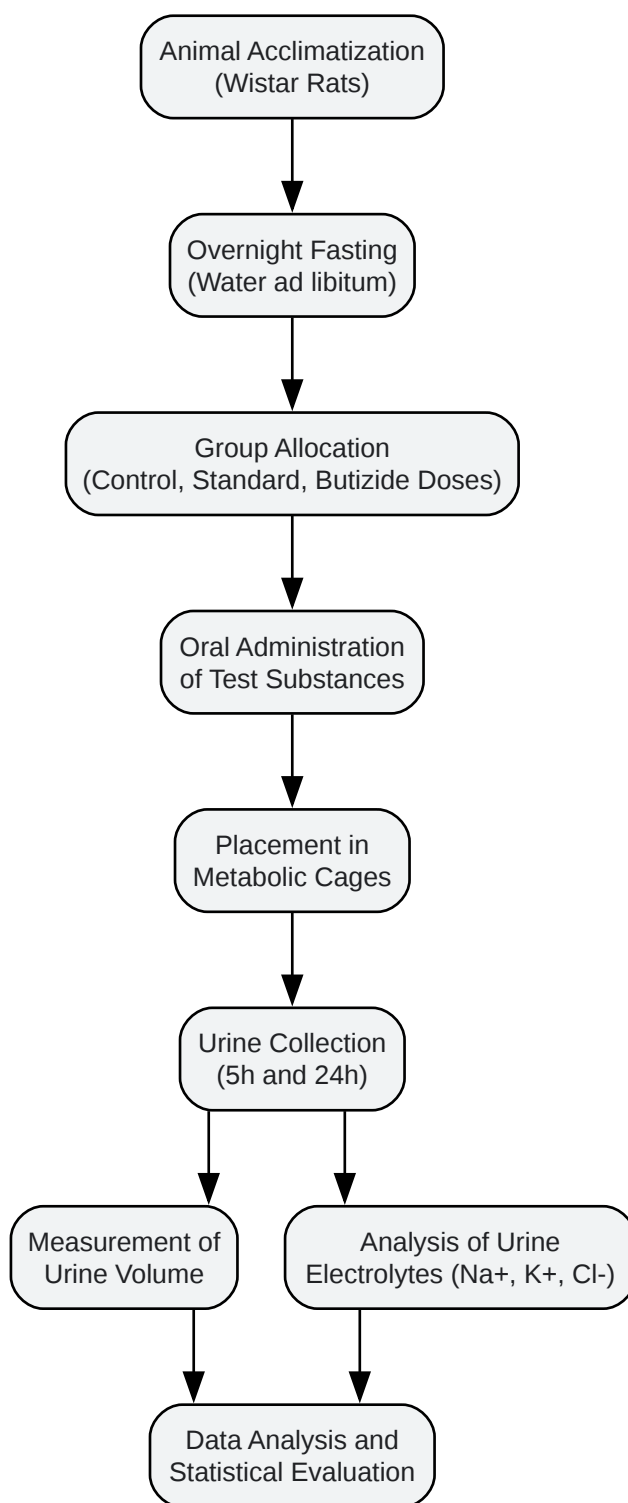 Animal Acclimatization
(Wistar Rats)
Overnight Fasting
(Water ad libitum)
Group Allocation
(Control, Standard, Butizide Doses)
Oral Administration
of Test Substances
Placement in
Metabolic Cages
Urine Collection
(5h and 24h)
Measurement of
Urine Volume
Analysis of Urine
Electrolytes (Na+, K+, Cl-)
Data Analysis and
Statistical Evaluation